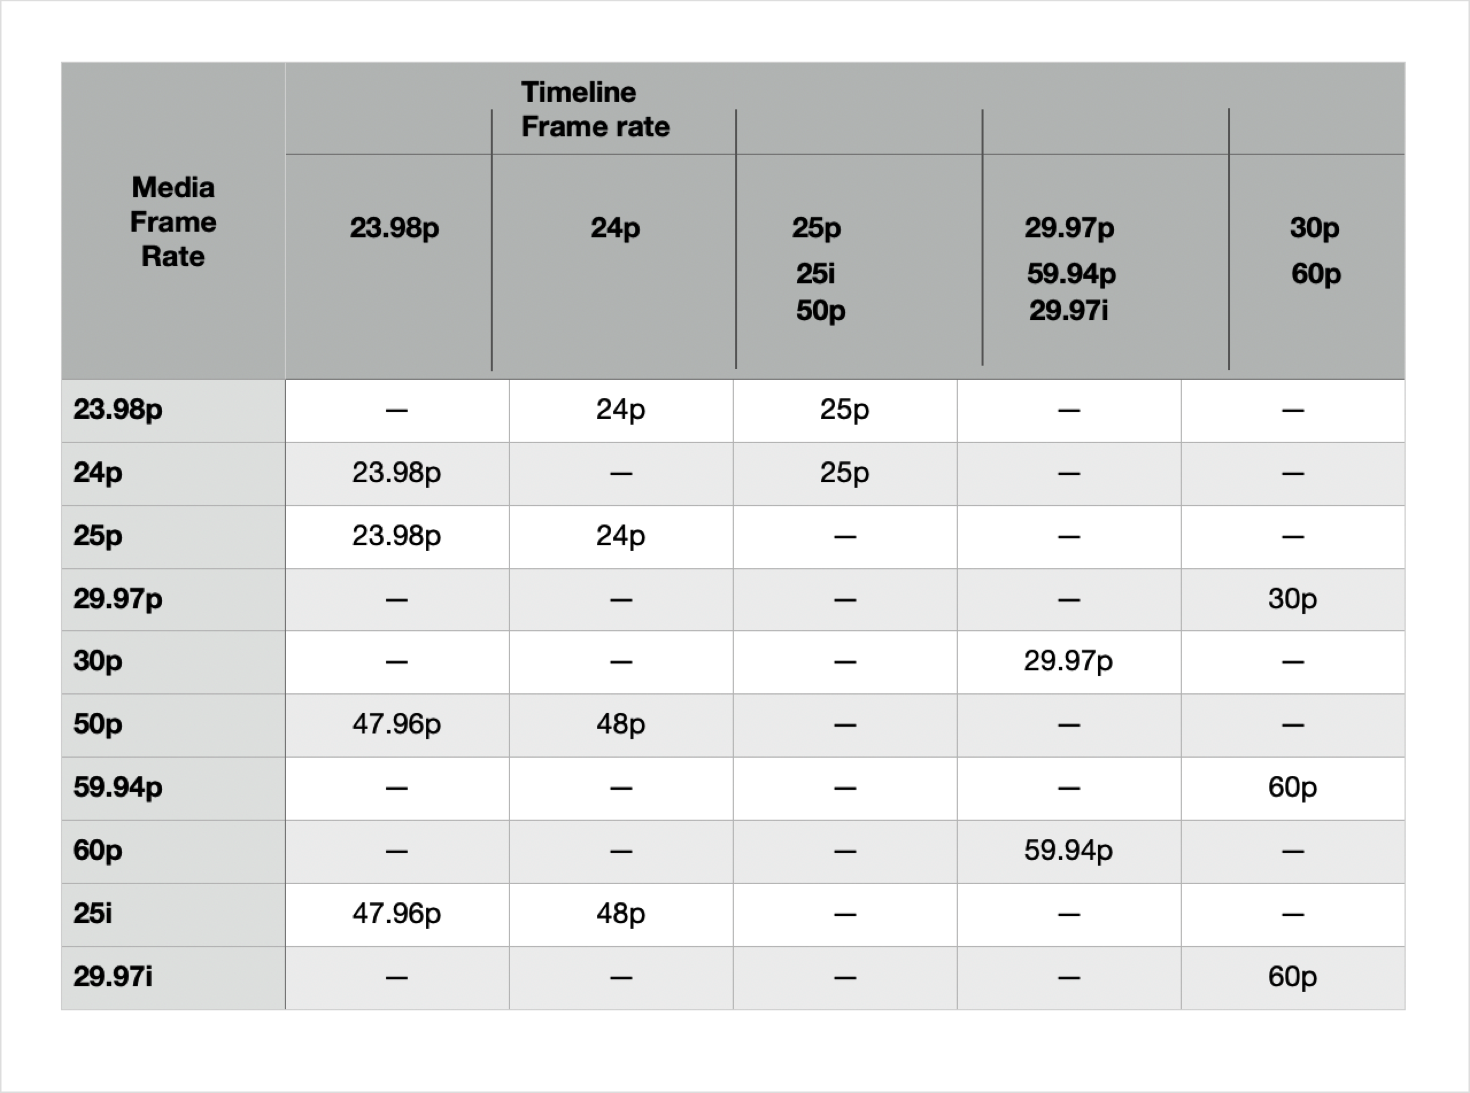 Timeline
Frame rate
Media
Frame
Rate
23.98p 24p 25p 29.97p 30p
25i 59.94p 60p
50p 29.97i
23.98p — 24p 25p — —
24p 23.98p — 25p — —
25p 23.98p 24p — — —
29.97p — — — — 30p
30p — — — 29.97p —
50p 47.96p 48p — — —
59.94p — — — — 60p
60p — — — 59.94p —
25i 47.96p 48p — — —
29.97i — — — — 60p